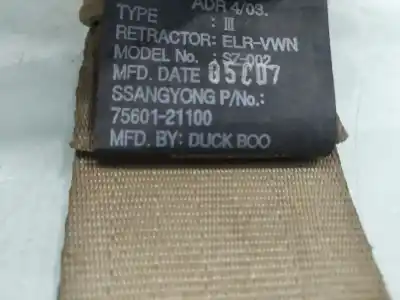 ADR 4/03.
TYPE : III
RETRACTOR: ELR-VWN
MODEL No. : S7-002
MFD. DATE 05C07
SSANGYONG P/No.:
75601-21100
MFD. BY: DUCK BOO